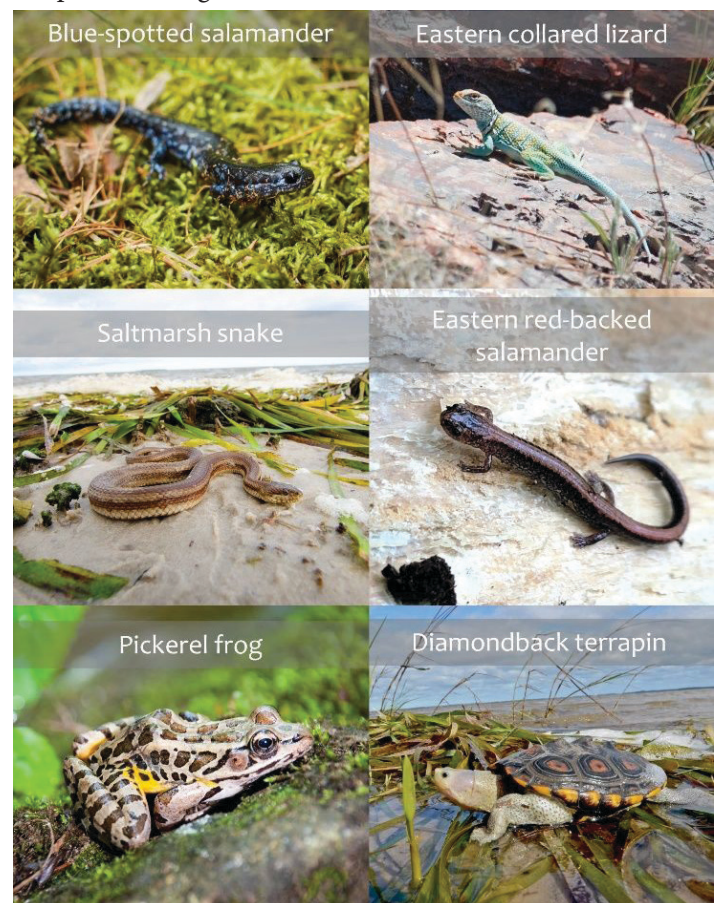 Blue-spotted salamander
Eastern collared lizard
Saltmarsh snake
Eastern red-backed
salamander
Pickerel frog
Diamondback terrapin